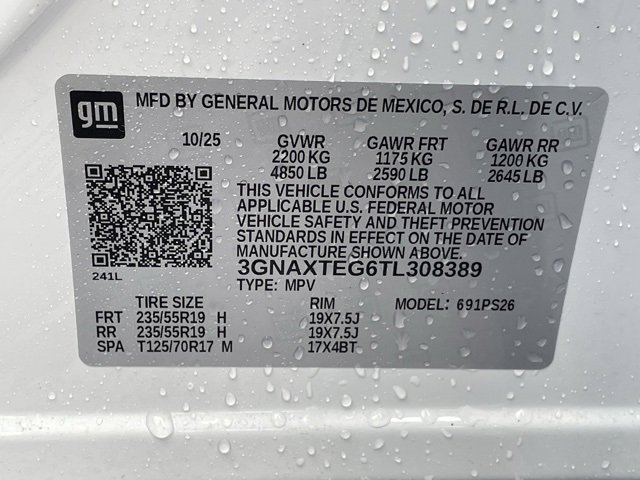 gm
MFD BY GENERAL MOTORS DE MEXICO, S. DE R.L. DE C.V.
10/25 GVWR GAWR FRT GAWR RR
2200 KG 1175 KG 1200 KG
4850 LB 2590 LB 2645 LB
THIS VEHICLE CONFORMS TO ALL
APPLICABLE U.S. FEDERAL MOTOR
VEHICLE SAFETY AND THEFT PREVENTION
STANDARDS IN EFFECT ON THE DATE OF
MANUFACTURE SHOWN ABOVE.
3GNAXTEG6TL308389
241L
TYPE: MPV
TIRE SIZE RIM MODEL: 691PS26
FRT 235/55R19 H 19X7.5J
RR 235/55R19 H 19X7.5J
SPA T125/70R17 M 17X4BT